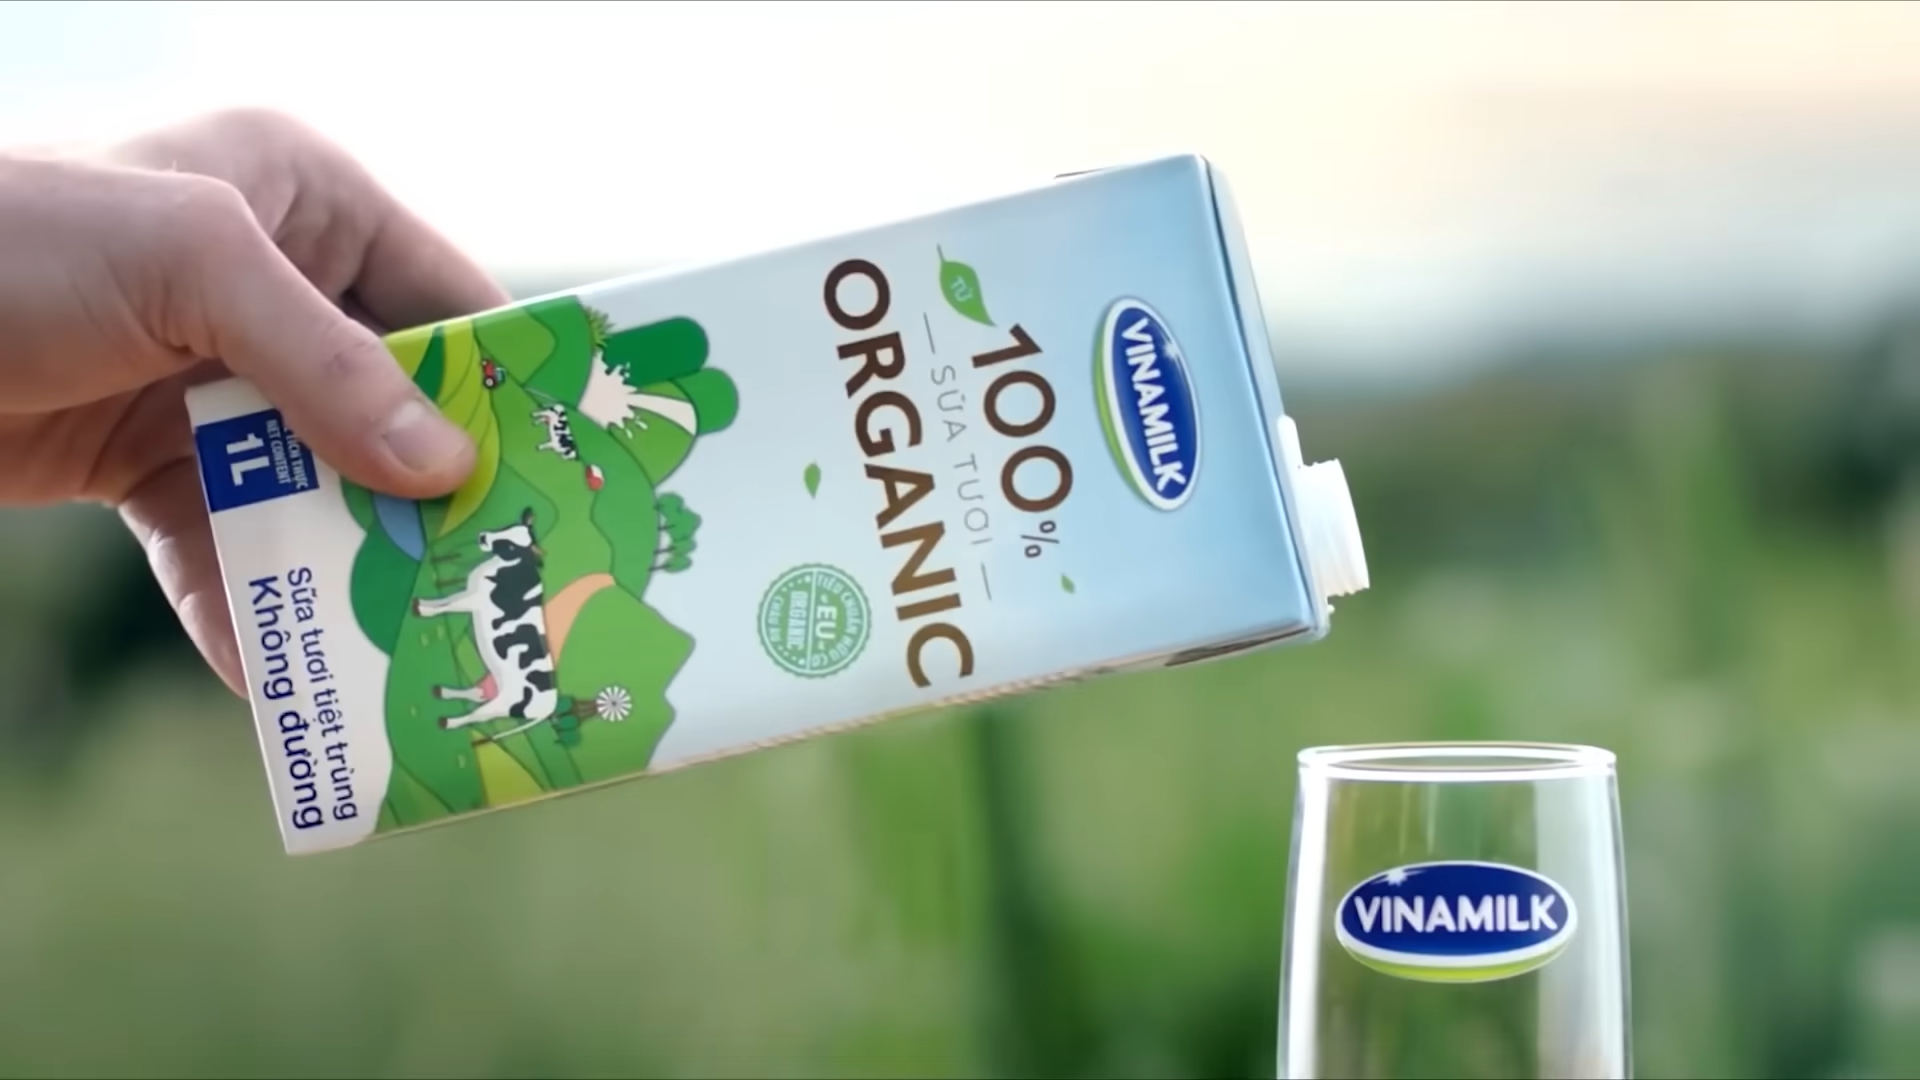 VINAMILK
TỪ
100%
SỮA TƯƠI
ORGANIC
TIÊU CHUẨN HỮU CƠ
EU
ORGANIC
CHÂU ÂU
TÍCH THỰC
NET CONTENT
1L
Sữa tươi tiệt trùng
Không đường
VINAMILK